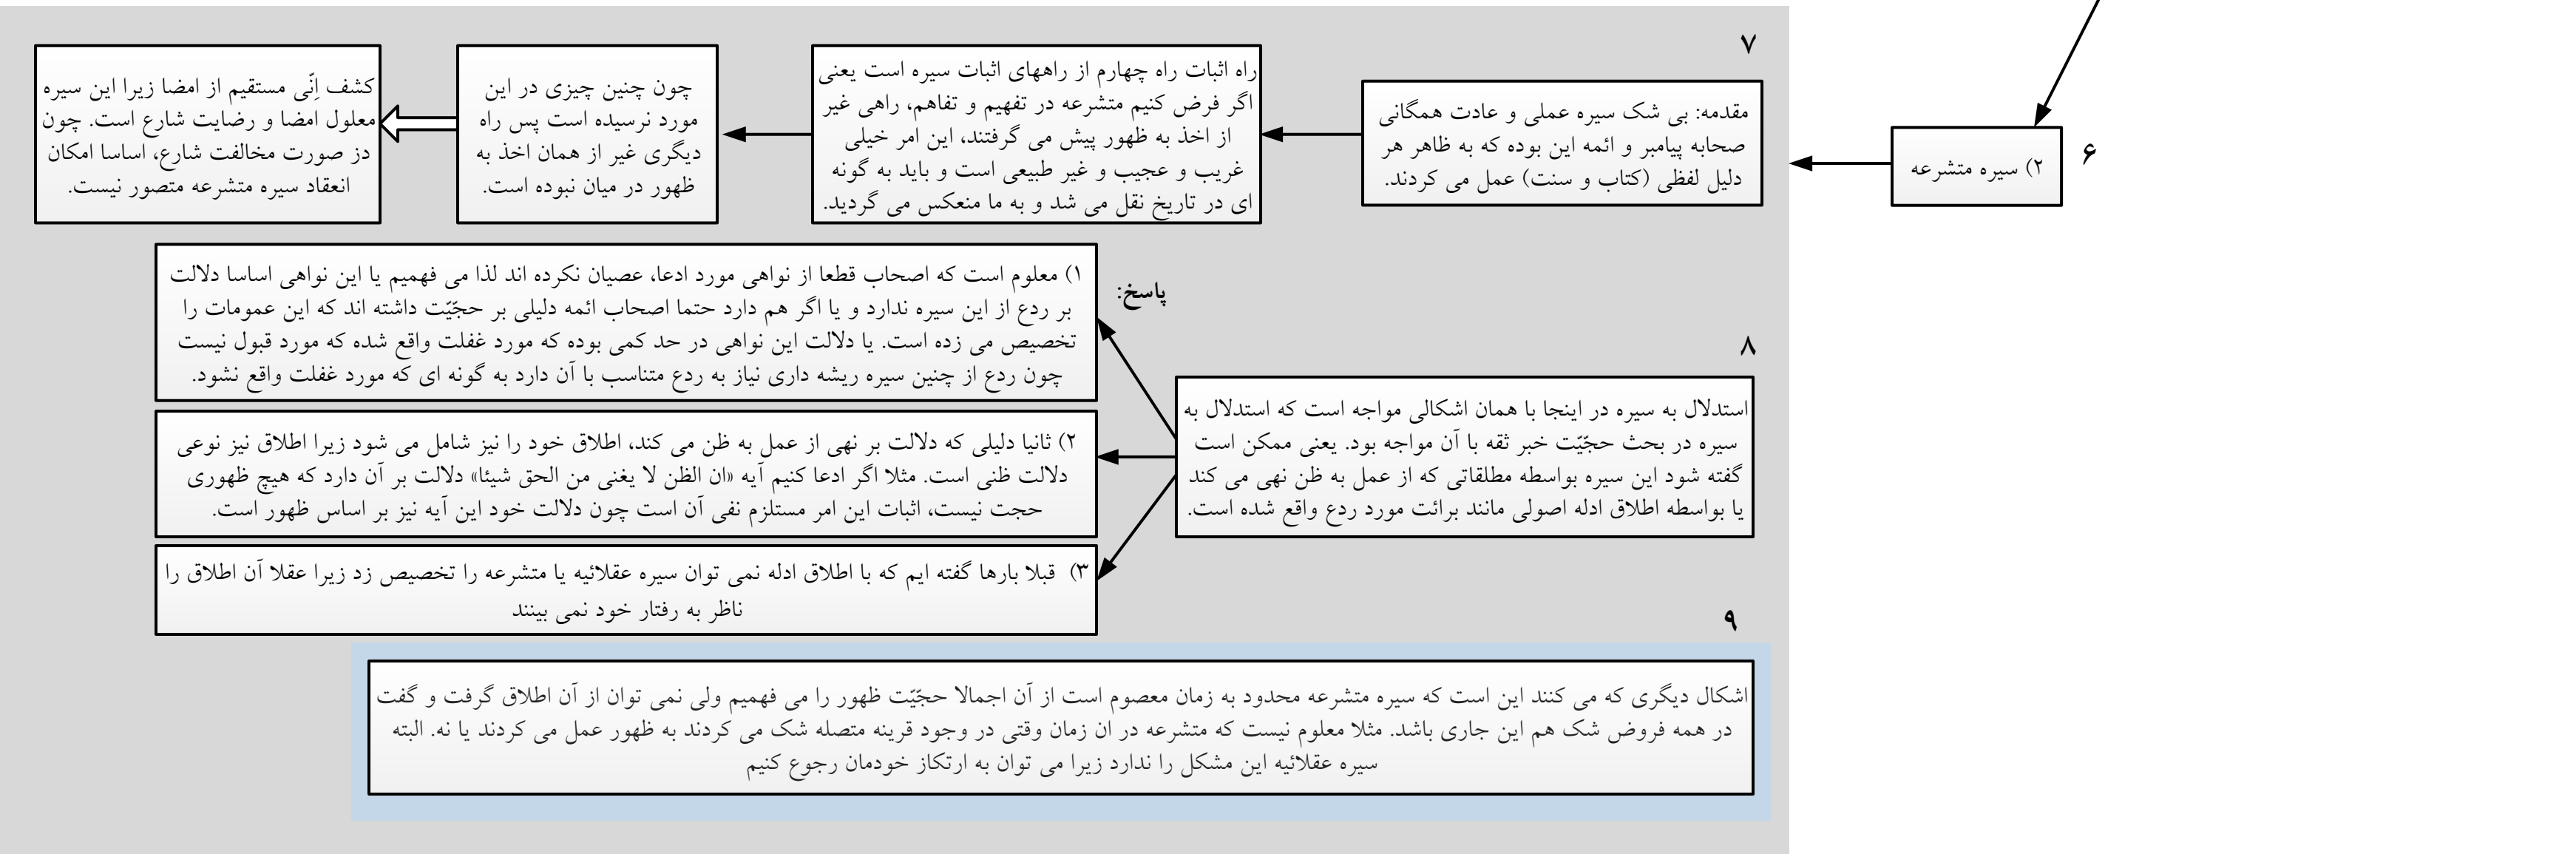 ۶
۲) سیره متشرعه
۷
مقدمه: بی شک سیره عملی و عادت همگانی
صحابه پیامبر و ائمه این بوده که به ظاهر هر
دلیل لفظی (کتاب و سنت) عمل می کردند.
راه اثبات راه چهارم از راههای اثبات سیره است یعنی
اگر فرض کنیم متشرعه در تفهیم و تفاهم، راهی غیر
از اخذ به ظهور پیش می گرفتند، این امر خیلی
غریب و عجیب و غیر طبیعی است و باید به گونه
ای در تاریخ نقل می شد و به ما منعکس می گردید.
چون چنین چیزی در این
مورد نرسیده است پس راه
دیگری غیر از همان اخذ به
ظهور در میان نبوده است.
کشف اِنّی مستقیم از امضا زیرا این سیره
معلول امضا و رضایت شارع است. چون
دز صورت مخالفت شارع، اساسا امکان
انعقاد سیره متشرعه متصور نیست.
۸
استدلال به سیره در اینجا با همان اشکالی مواجه است که استدلال به
سیره در بحث حجّیّت خبر ثقه با آن مواجه بود. یعنی ممکن است
گفته شود این سیره بواسطه مطلقاتی که از عمل به ظن نهی می کند
یا بواسطه اطلاق ادله اصولی مانند برائت مورد ردع واقع شده است.
پاسخ:
۱) معلوم است که اصحاب قطعا از نواهی مورد ادعا، عصیان نکرده اند لذا می فهمیم یا این نواهی اساسا دلالت
بر ردع از این سیره ندارد و یا اگر هم دارد حتما اصحاب ائمه دلیلی بر حجّیّت داشته اند که این عمومات را
تخصیص می زده است. یا دلالت این نواهی در حد کمی بوده که مورد غفلت واقع شده که مورد قبول نیست
چون ردع از چنین سیره ریشه داری نیاز به ردع متناسب با آن دارد به گونه ای که مورد غفلت واقع نشود.
۲) ثانیا دلیلی که دلالت بر نهی از عمل به ظن می کند، اطلاق خود را نیز شامل می شود زیرا اطلاق نیز نوعی
دلالت ظنی است. مثلا اگر ادعا کنیم آیه «ان الظن لا یغنی من الحق شیئا» دلالت بر آن دارد که هیچ ظهوری
حجت نیست، اثبات این امر مستلزم نفی آن است چون دلالت خود این آیه نیز بر اساس ظهور است.
۳) قبلا بارها گفته ایم که با اطلاق ادله نمی توان سیره عقلائیه یا متشرعه را تخصیص زد زیرا عقلا آن اطلاق را
ناظر به رفتار خود نمی بینند
۹
اشکال دیگری که می کنند این است که سیره متشرعه محدود به زمان معصوم است از آن اجمالا حجّیّت ظهور را می فهمیم ولی نمی توان از آن اطلاق گرفت و گفت
در همه فروض شک هم این جاری باشد. مثلا معلوم نیست که متشرعه در ان زمان وقتی در وجود قرینه متصله شک می کردند به ظهور عمل می کردند یا نه. البته
سیره عقلائیه این مشکل را ندارد زیرا می توان به ارتکاز خودمان رجوع کنیم